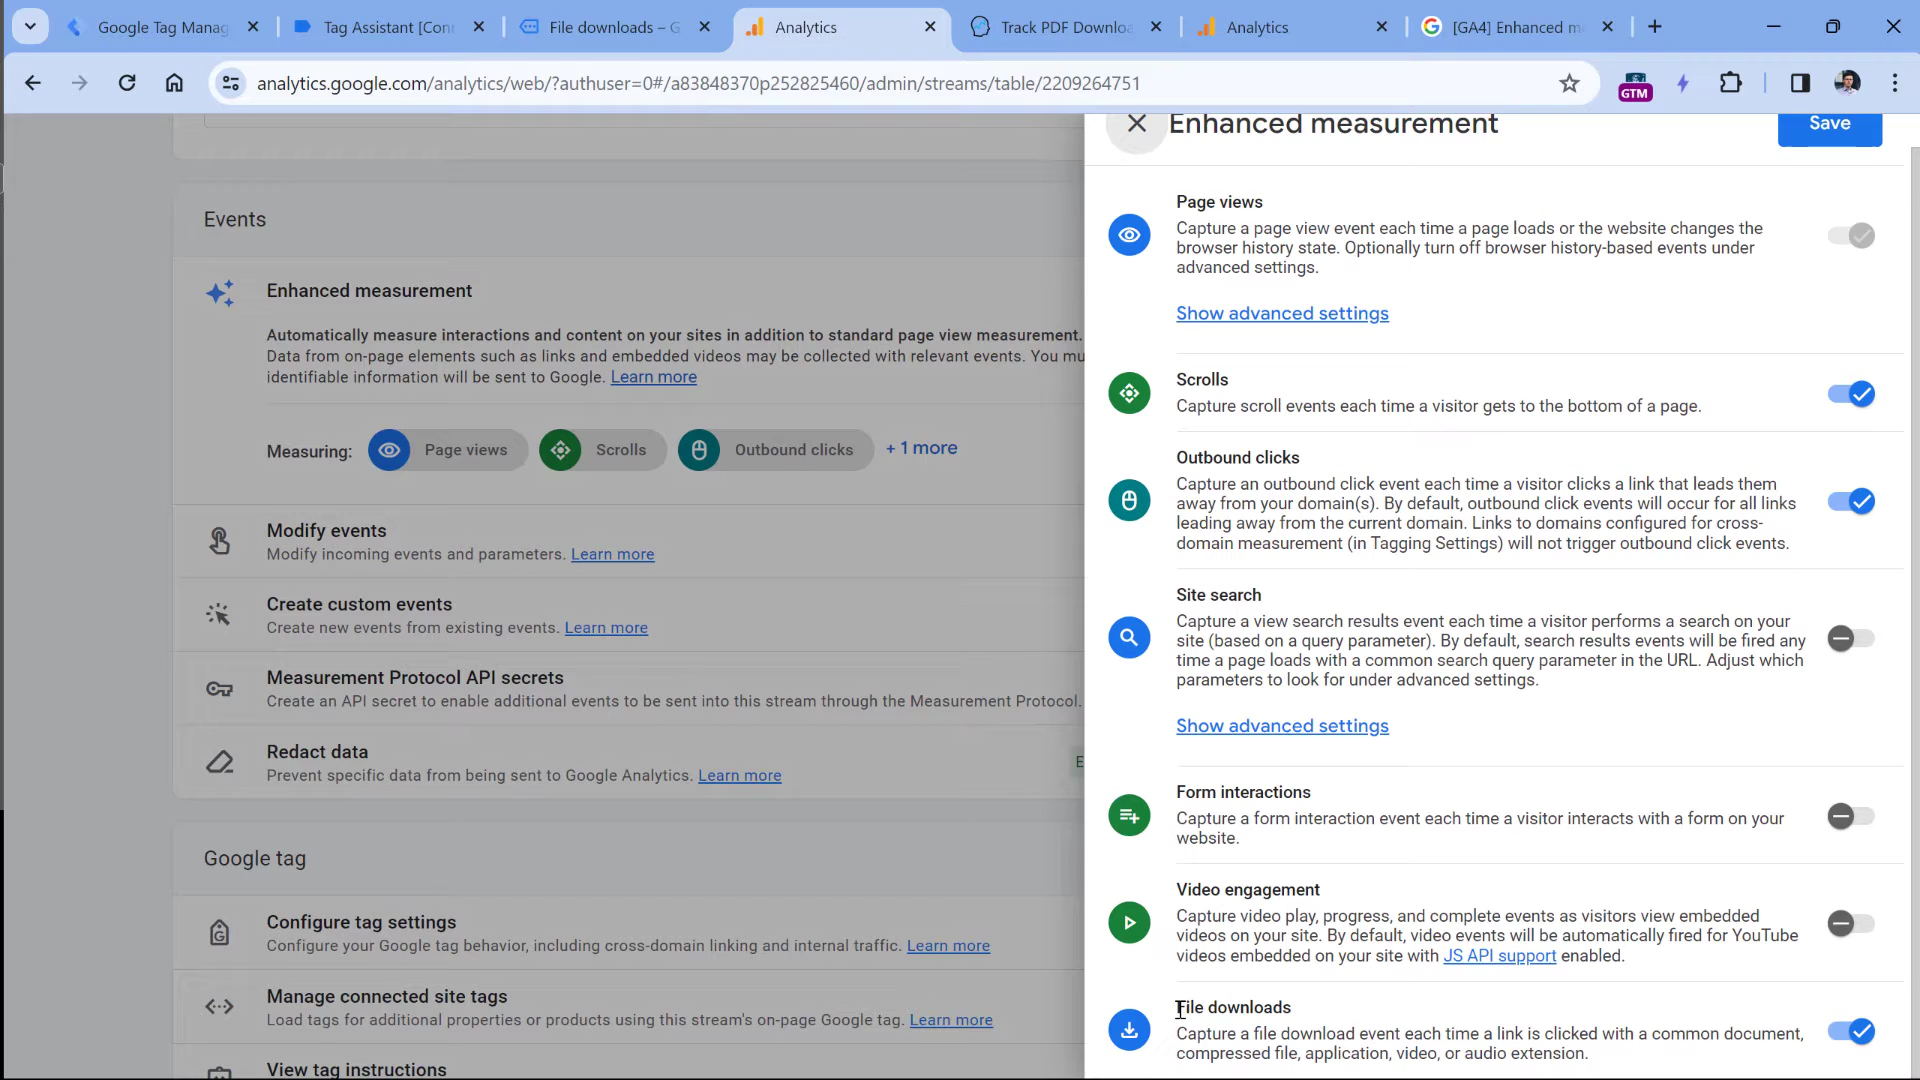 Google Tag Manag
Tag Assistant [Con
File downloads – G
Analytics
Track PDF Downloa
Analytics
[GA4] Enhanced m
analytics.google.com/analytics/web/?authuser=0#/a83848370p252825460/admin/streams/table/2209264751
GTM
Events
Enhanced measurement
Automatically measure interactions and content on your sites in addition to standard page view measurement.
Data from on-page elements such as links and embedded videos may be collected with relevant events. You mu
identifiable information will be sent to Google. Learn more
Measuring:
Page views
Scrolls
Outbound clicks
+ 1 more
Modify events
Modify incoming events and parameters. Learn more
Create custom events
Create new events from existing events. Learn more
Measurement Protocol API secrets
Create an API secret to enable additional events to be sent into this stream through the Measurement Protocol.
Redact data
Prevent specific data from being sent to Google Analytics. Learn more
E
Google tag
Configure tag settings
Configure your Google tag behavior, including cross-domain linking and internal traffic. Learn more
Manage connected site tags
Load tags for additional properties or products using this stream's on-page Google tag. Learn more
View tag instructions
Enhanced measurement
Save
Page views
Capture a page view event each time a page loads or the website changes the
browser history state. Optionally turn off browser history-based events under
advanced settings.
Show advanced settings
Scrolls
Capture scroll events each time a visitor gets to the bottom of a page.
Outbound clicks
Capture an outbound click event each time a visitor clicks a link that leads them
away from your domain(s). By default, outbound click events will occur for all links
leading away from the current domain. Links to domains configured for cross-
domain measurement (in Tagging Settings) will not trigger outbound click events.
Site search
Capture a view search results event each time a visitor performs a search on your
site (based on a query parameter). By default, search results events will be fired any
time a page loads with a common search query parameter in the URL. Adjust which
parameters to look for under advanced settings.
Show advanced settings
Form interactions
Capture a form interaction event each time a visitor interacts with a form on your
website.
Video engagement
Capture video play, progress, and complete events as visitors view embedded
videos on your site. By default, video events will be automatically fired for YouTube
videos embedded on your site with JS API support enabled.
File downloads
Capture a file download event each time a link is clicked with a common document,
compressed file, application, video, or audio extension.